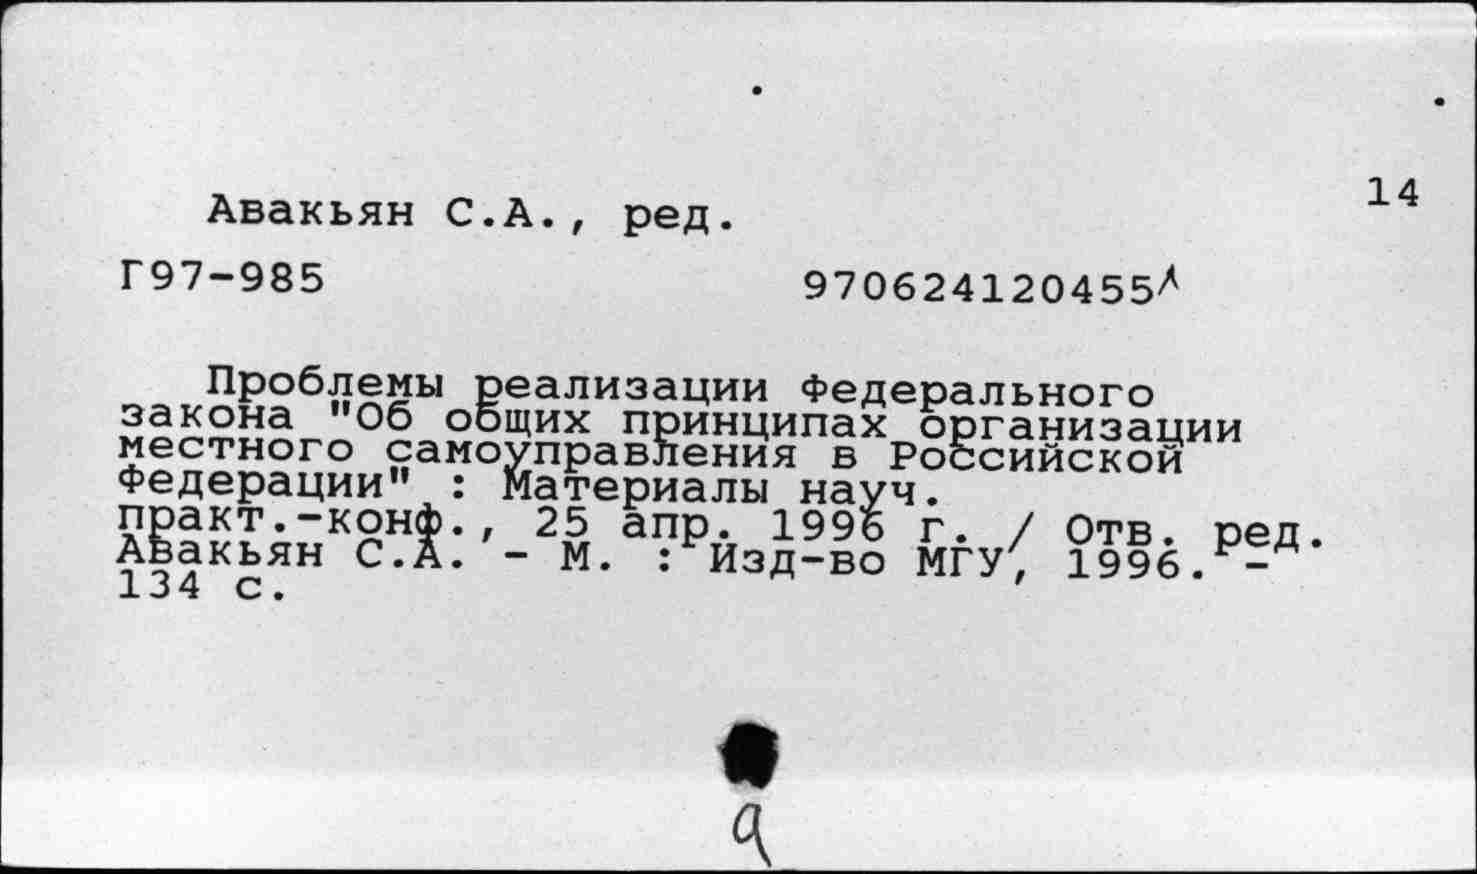 14
Авакьян С.А., ред.
Г97-985 970624120455Л
Проблемы реализации Федерального
закона "Об общих принципах организации
местного самоуправления в Российской
Федерации" : Материалы науч.
практ.-конф., 25 апр. 1996 г. / Отв. ред.
Авакьян С.А. - М. : Изд-во МГУ, 1996. -
134 с.